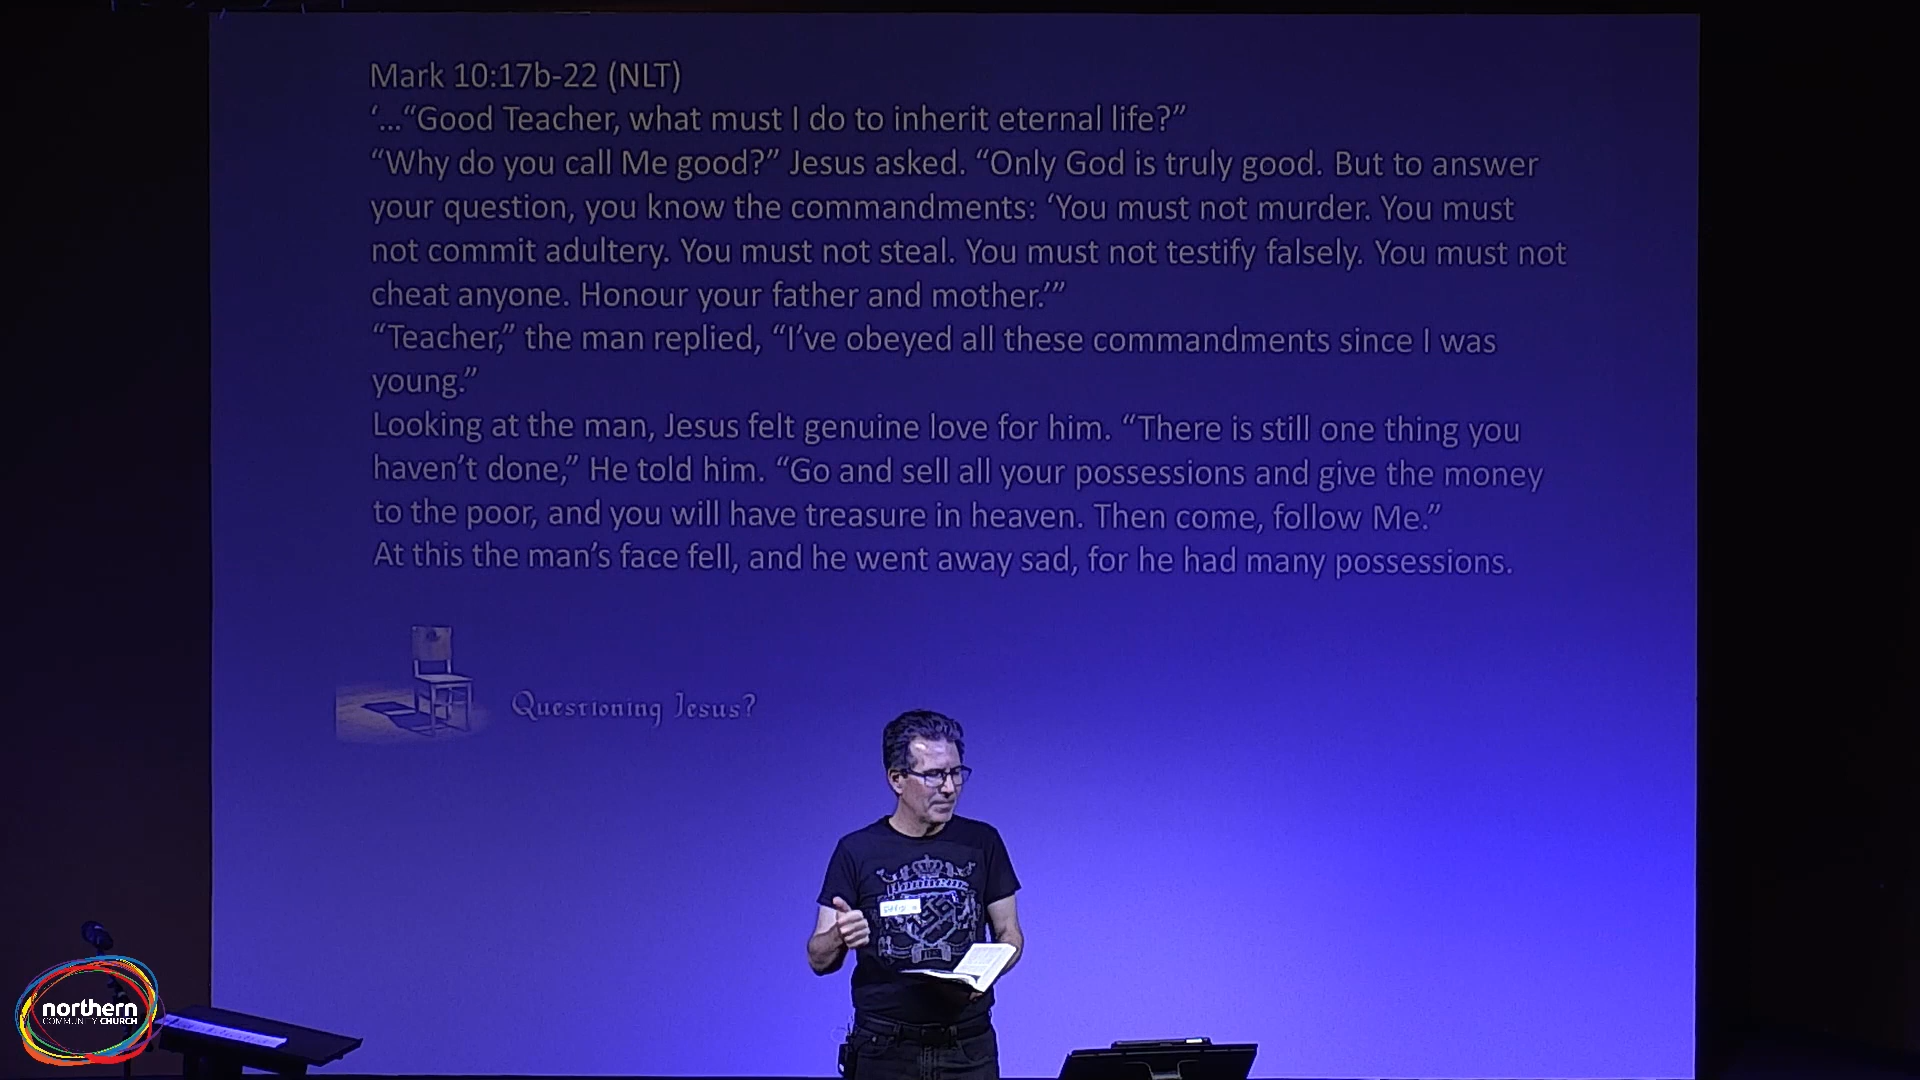 Mark 10:17b-22 (NLT)
‘…“Good Teacher, what must I do to inherit eternal life?”
“Why do you call Me good?” Jesus asked. “Only God is truly good. But to answer
your question, you know the commandments: ‘You must not murder. You must
not commit adultery. You must not steal. You must not testify falsely. You must not
cheat anyone. Honour your father and mother.’”
“Teacher,” the man replied, “I’ve obeyed all these commandments since I was
young.”
Looking at the man, Jesus felt genuine love for him. “There is still one thing you
haven’t done,” He told him. “Go and sell all your possessions and give the money
to the poor, and you will have treasure in heaven. Then come, follow Me.”
At this the man’s face fell, and he went away sad, for he had many possessions.
Questioning Jesus?
northern
COMMUNITY CHURCH